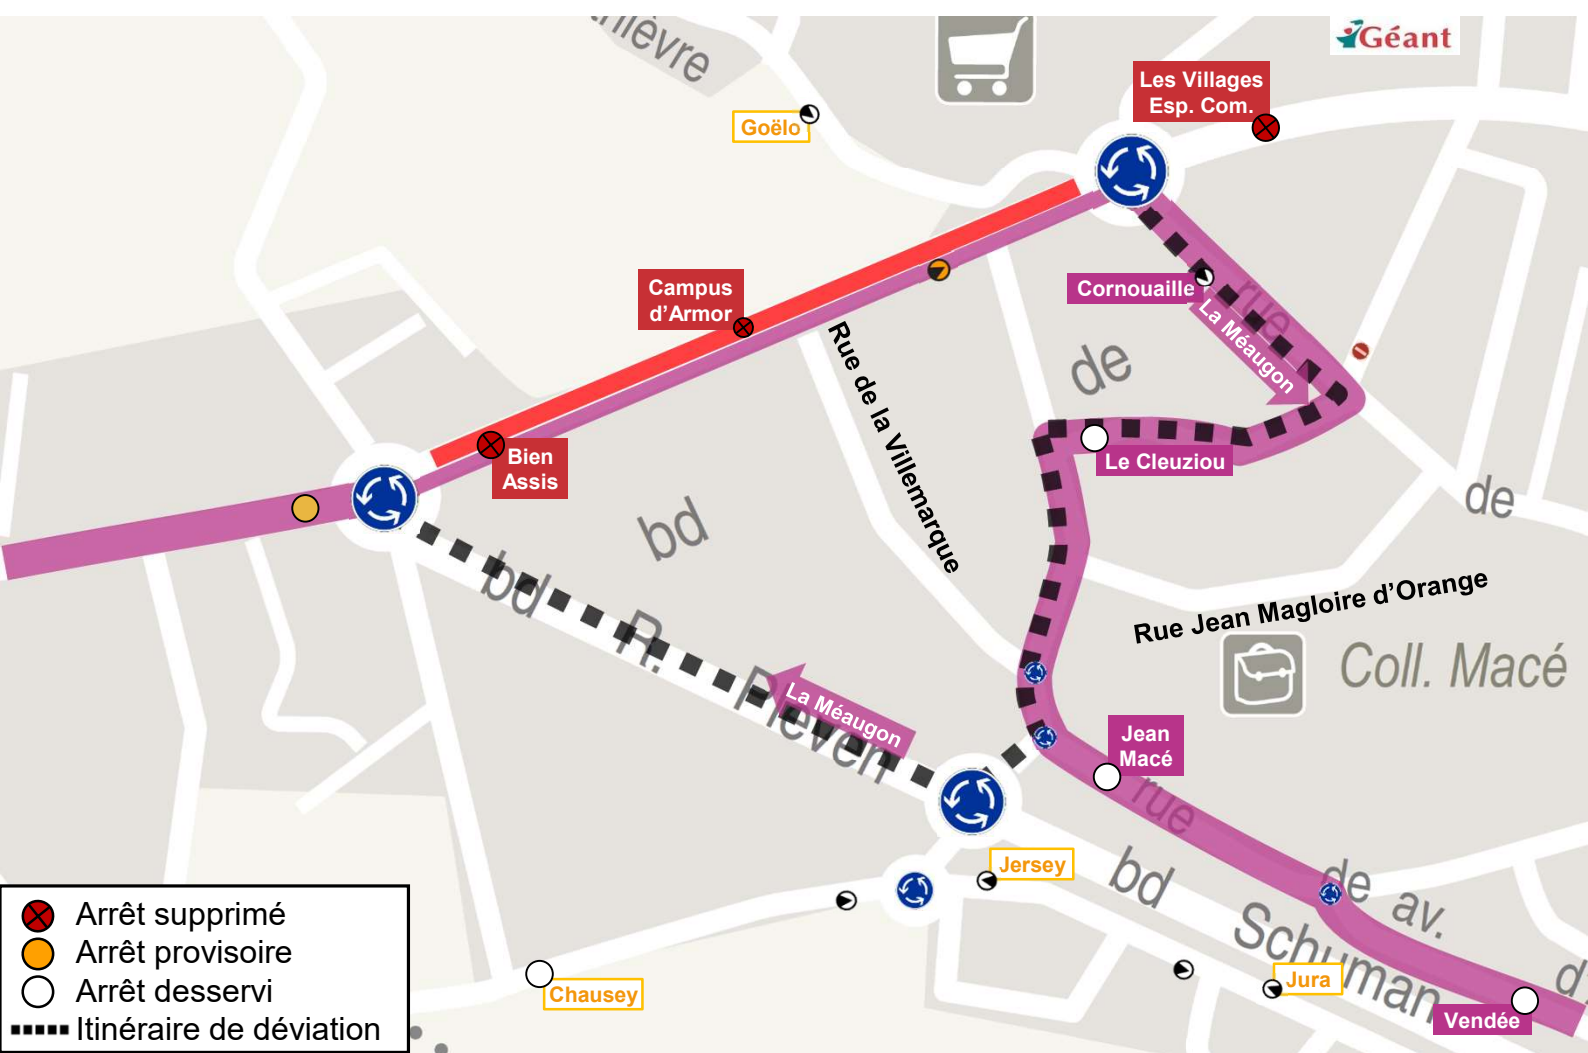 Géant
Les Villages
Esp. Com.
Goëlo
Campus
d'Armor
Cornouaille
rue
La Méaugon
de
Rue de la Villemarque
Le Cleuziou
Bien
Assis
bd
de
bd
R.
Pleven
Rue Jean Magloire d'Orange
Coll. Macé
La Méaugon
Jean
Macé
rue
de
av.
Jersey
bd
Schuman
Jura
Chausey
Vendée
Arrêt supprimé
Arrêt provisoire
Arrêt desservi
Itinéraire de déviation